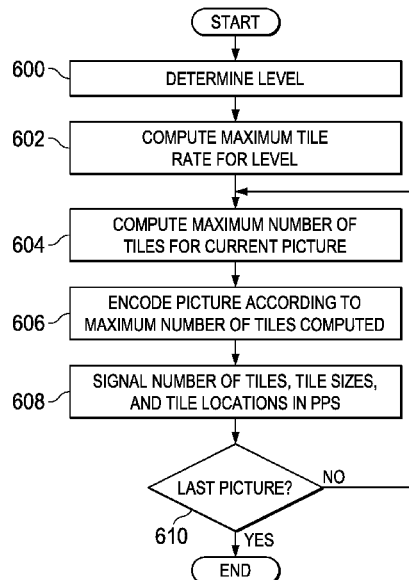 START
600
DETERMINE LEVEL
602
COMPUTE MAXIMUM TILE
RATE FOR LEVEL
604
COMPUTE MAXIMUM NUMBER OF
TILES FOR CURRENT PICTURE
606
ENCODE PICTURE ACCORDING TO
MAXIMUM NUMBER OF TILES COMPUTED
608
SIGNAL NUMBER OF TILES, TILE SIZES,
AND TILE LOCATIONS IN PPS
LAST PICTURE?
NO
610
YES
END